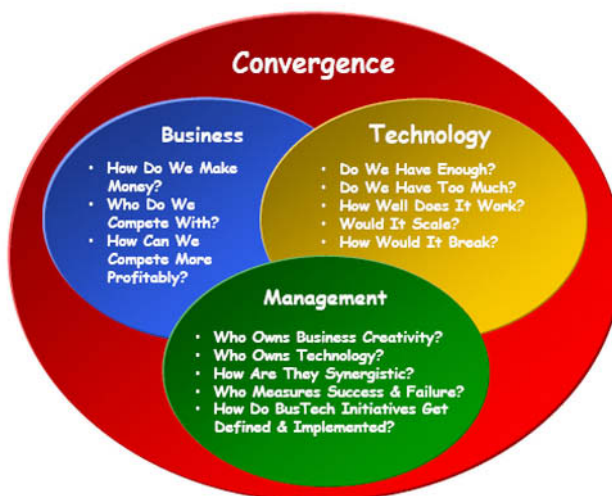 Convergence
Business
• How Do We Make
Money?
• Who Do We
Compete With?
• How Can We
Compete More
Profitably?
Technology
• Do We Have Enough?
• Do We Have Too Much?
• How Well Does It Work?
• Would It Scale?
• How Would It Break?
Management
• Who Owns Business Creativity?
• Who Owns Technology?
• How Are They Synergistic?
• Who Measures Success & Failure?
• How Do BusTech Initiatives Get
Defined & Implemented?